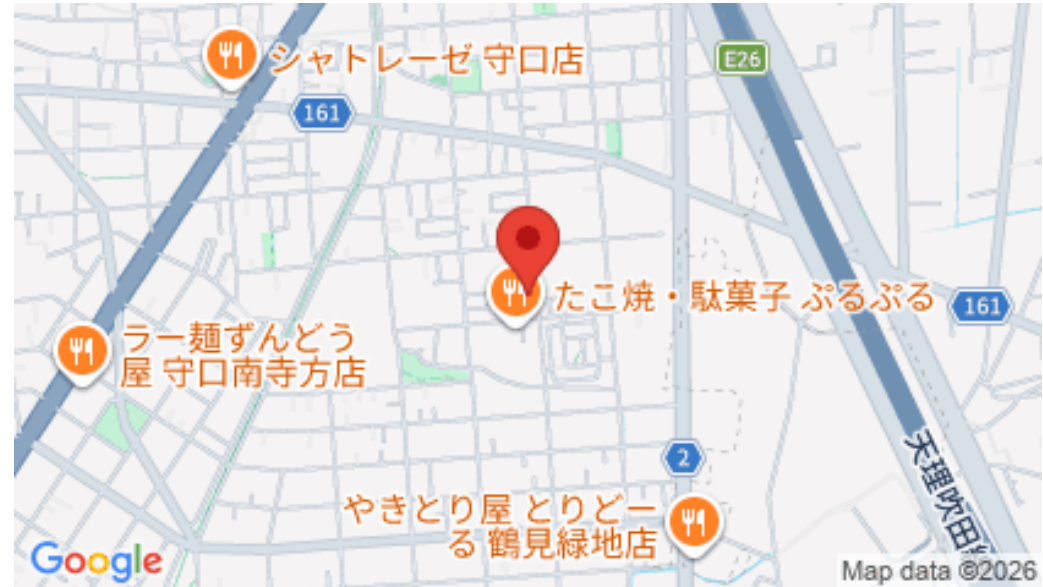 シャトレーゼ 守口店
E26
161
たこ焼・駄菓子 ぷるぷる
161
ラー麺ずんどう
屋 守口南寺方店
2
天理吹田
やきとり屋 とりどー
る 鶴見緑地店
Google
Map data ©2026